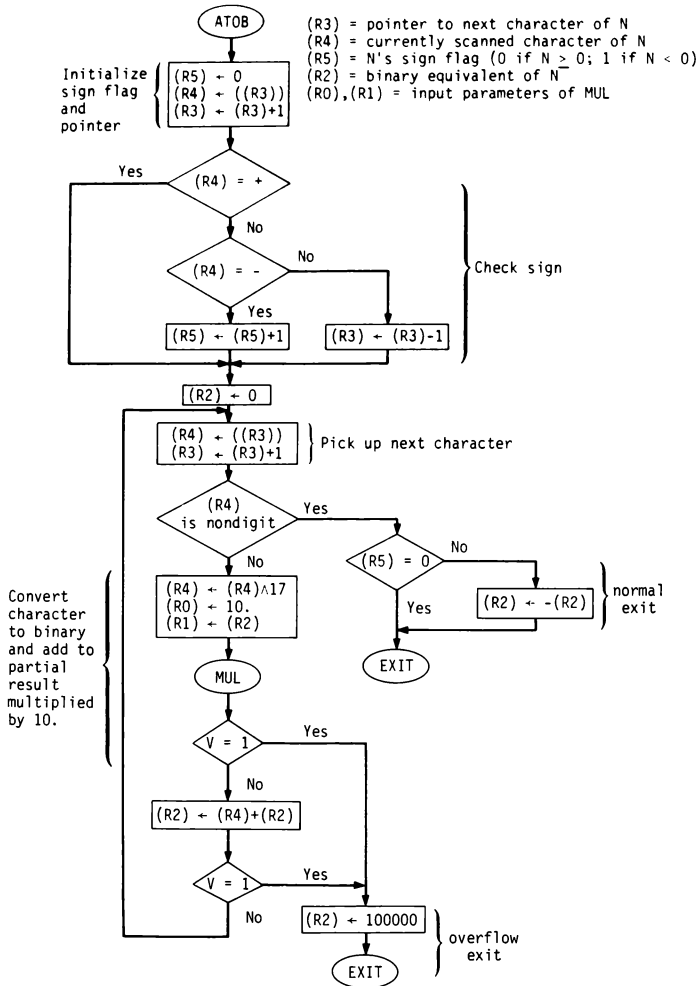 ATOB
(R3) = pointer to next character of N
(R4) = currently scanned character of N
(R5) = N's sign flag (0 if N ≥ 0; 1 if N < 0)
(R2) = binary equivalent of N
(R0),(R1) = input parameters of MUL
Initialize
sign flag
and
pointer
(R5) ← 0
(R4) ← ((R3))
(R3) ← (R3)+1
Yes
(R4) = +
No
No
(R4) = -
Check sign
Yes
(R5) ← (R5)+1
(R3) ← (R3)-1
(R2) ← 0
(R4) ← ((R3))
(R3) ← (R3)+1
Pick up next character
(R4)
is nondigit
Yes
No
(R5) = 0
No
Yes
(R2) ← -(R2)
normal
exit
EXIT
Convert
character
to binary
and add to
partial
result
multiplied
by 10.
(R4) ← (R4)∧17
(R0) ← 10.
(R1) ← (R2)
MUL
Yes
V = 1
No
(R2) ← (R4)+(R2)
Yes
V = 1
No
(R2) ← 100000
overflow
exit
EXIT